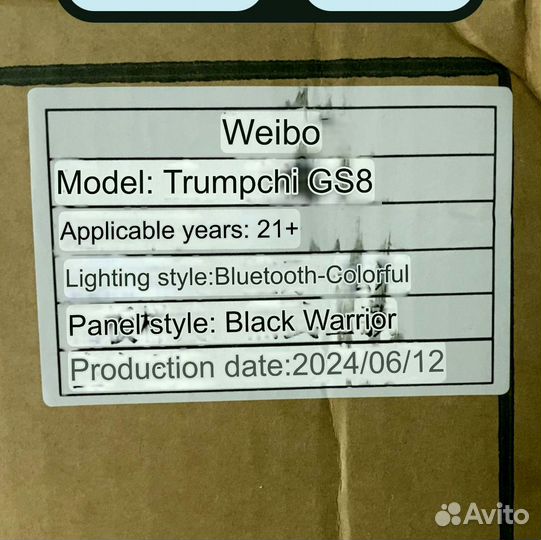 Weibo
Model: Trumpchi GS8
Applicable years: 21+
Lighting style:Bluetooth-Colorful
Panel style: Black Warrior
Production date:2024/06/12
Avito